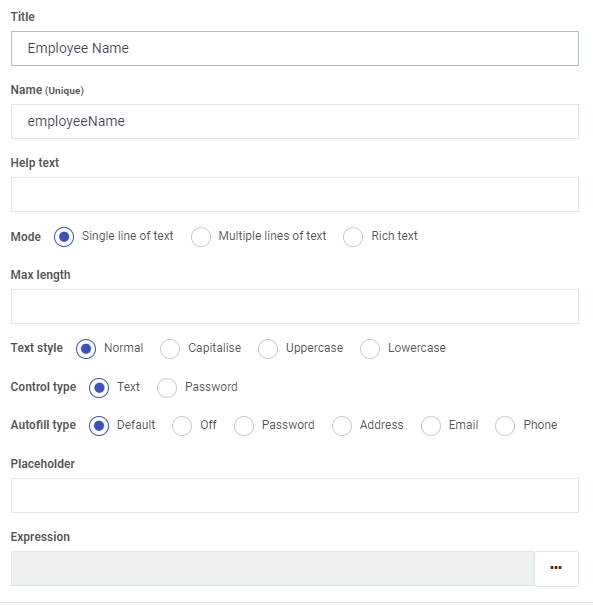 Title
Employee Name
Name (Unique)
employeeName
Help text
Mode Single line of text Multiple lines of text Rich text
Max length
Text style Normal Capitalise Uppercase Lowercase
Control type Text Password
Autofill type Default Off Password Address Email Phone
Placeholder
Expression
...